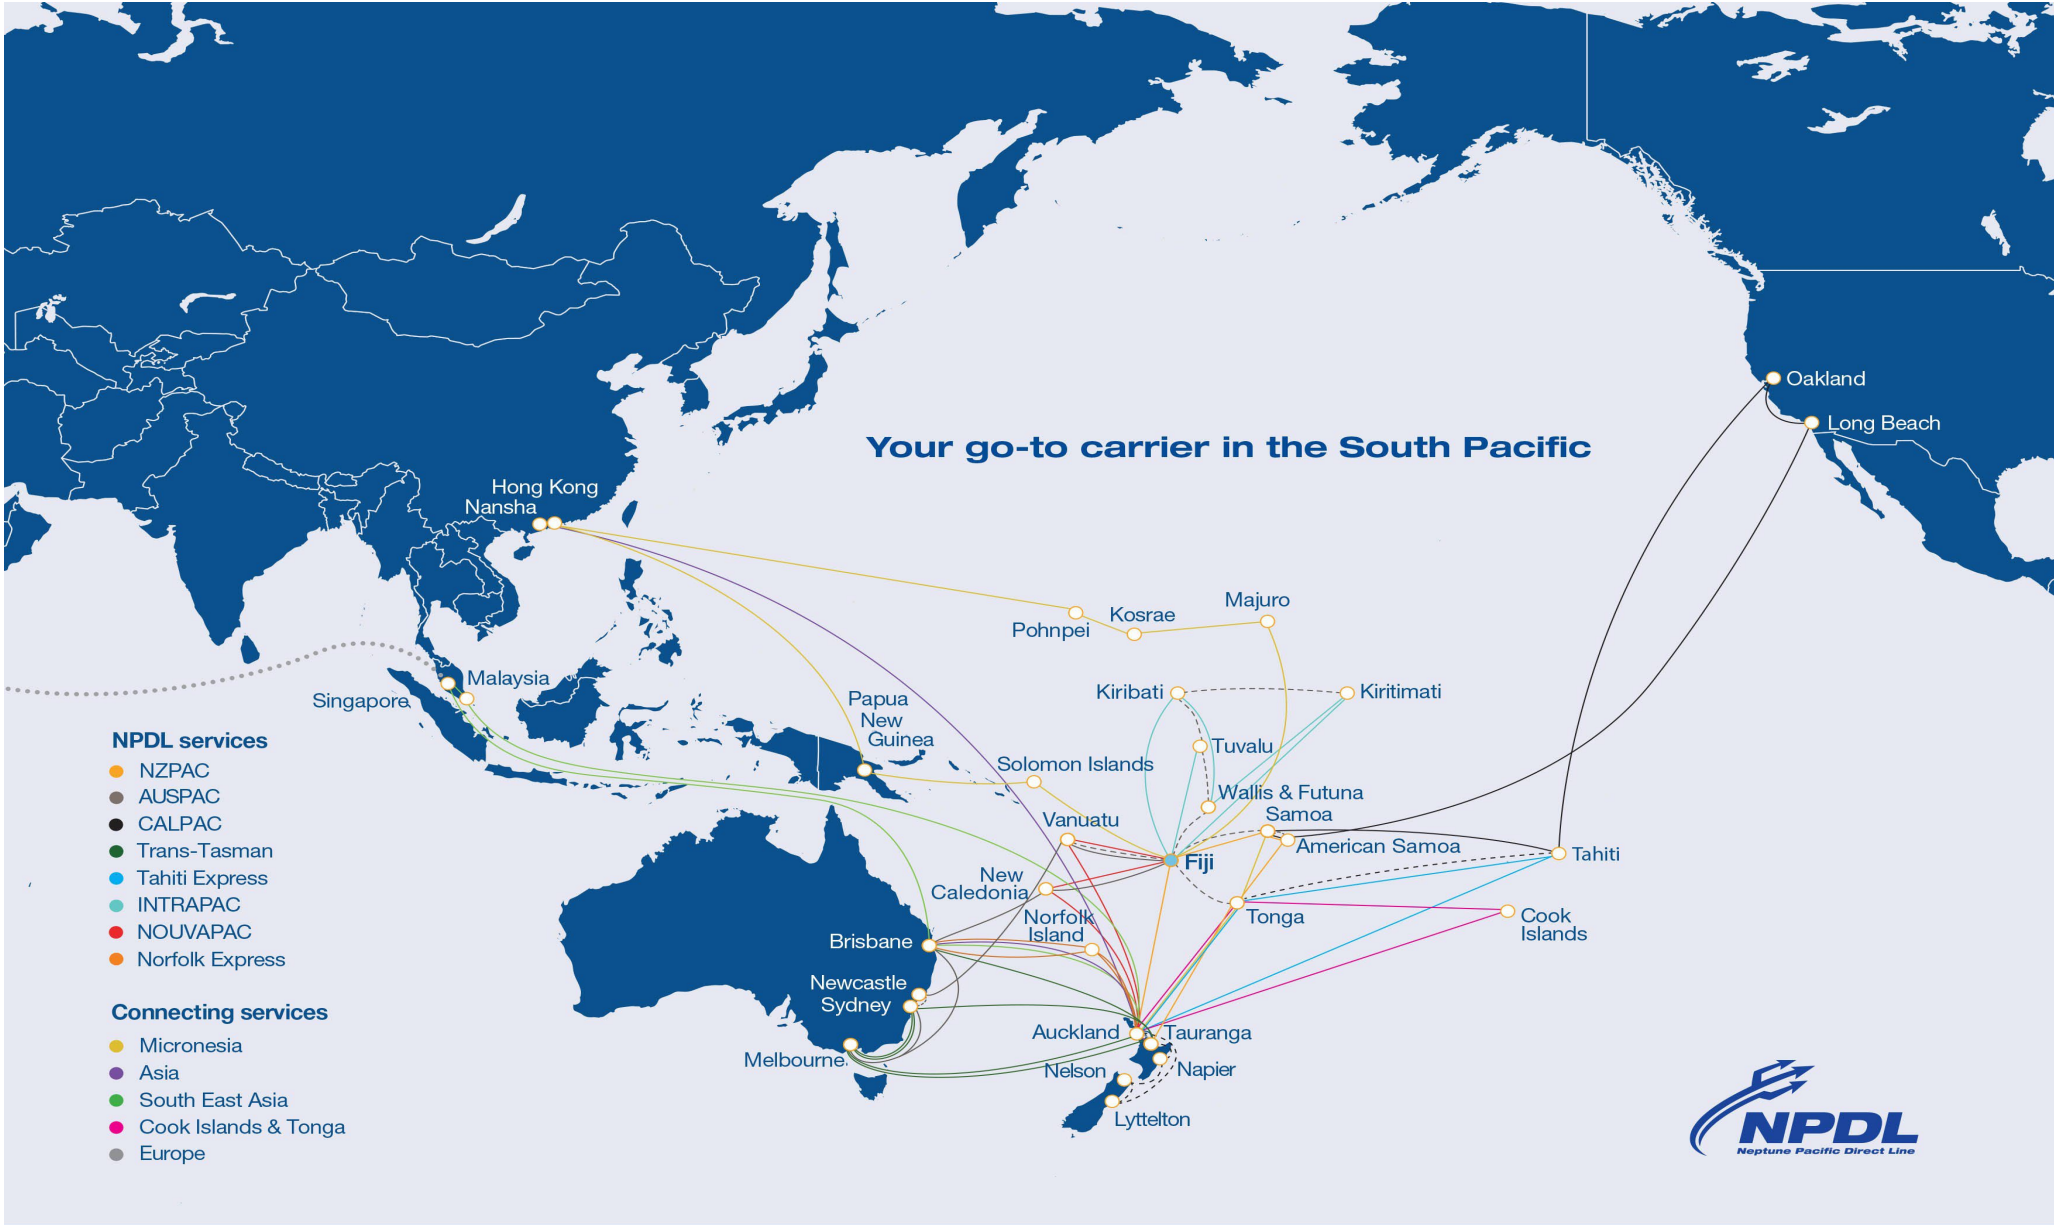 Oakland
Long Beach
Your go-to carrier in the South Pacific
Hong Kong
Nansha
Majuro
Kosrae
Pohnpei
Malaysia
Singapore
Kiribati
Kiritimati
Papua
New
Guinea
Tuvalu
Solomon Islands
Wallis & Futuna
Samoa
Vanuatu
American Samoa
Fiji
Tahiti
New
Caledonia
Norfolk
Island
Tonga
Cook
Islands
Brisbane
Newcastle
Sydney
Auckland
Tauranga
Melbourne
Nelson
Napier
Lyttelton
NPDL services
NZPAC
AUSPAC
CALPAC
Trans-Tasman
Tahiti Express
INTRAPAC
NOUVAPAC
Norfolk Express
Connecting services
Micronesia
Asia
South East Asia
Cook Islands & Tonga
Europe
NPDL
Neptune Pacific Direct Line